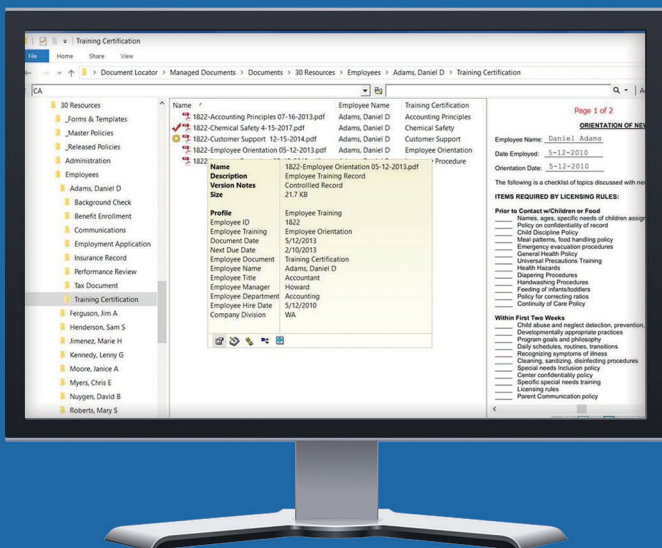 Training Certification
File Home Share View
Document Locator > Managed Documents > Documents > 30 Resources > Employees > Adams, Daniel D > Training Certification
CA
30 Resources
_Forms & Templates
_Master Policies
_Released Policies
Administration
Employees
Adams, Daniel D
Background Check
Benefit Enrollment
Communications
Employment Application
Insurance Record
Performance Review
Tax Document
Training Certification
Ferguson, Jim A
Henderson, Sam S
Jimenez, Marie H
Kennedy, Lenny G
Moore, Janice A
Myers, Chris E
Nuygen, David B
Roberts, Mary S
Name Employee Name Training Certification
1822-Accounting Principles 07-16-2013.pdf Adams, Daniel D Accounting Principles
1822-Chemical Safety 4-15-2017.pdf Adams, Daniel D Chemical Safety
1822-Customer Support 12-15-2014.pdf Adams, Daniel D Customer Support
1822-Employee Orientation 05-12-2013.pdf Adams, Daniel D Employee Orientation
1822 Procedure
Name 1822-Employee Orientation 05-12-2013.pdf
Description Employee Training Record
Version Notes Controllled Record
Size 21.7 KB
Profile Employee Training
Employee ID 1822
Employee Training Employee Orientation
Document Date 5/12/2013
Next Due Date 2/10/2013
Employee Document Training Certification
Employee Name Adams, Daniel D
Employee Title Accountant
Employee Manager Howard
Employee Department Accounting
Employee Hire Date 5/12/2010
Company Division WA
Page 1 of 2
ORIENTATION OF NE
Employee Name: Daniel Adams
Date Employed: 5-12-2010
Orientation Date: 5-12-2010
The following is a checklist of topics discussed with
ITEMS REQUIRED BY LICENSING RULES:
Prior to Contact w/Children or Food
Names, ages, specific needs of children
Policy on confidentiality of record
Child Discipline Policy
Meal patterns, food handling policy
Emergency evacuation procedures
General Health Policy
Universal Precautions Training
Health Hazards
Diapering Procedures
Handwashing Procedures
Feeding of infants/toddlers
Policy for correcting ratios
Continuity of Care Policy
Within First Two Weeks
Child abuse and neglect detection, prevention,
Developmentally appropriate practices
Program goals and philosophy
Daily schedules, routines, transitions
Recognizing symptoms of illness
Cleaning, sanitizing, disinfecting procedures
Special needs Inclusion policy
Center confidentiality policy
Specific special needs training
Licensing rules
Parent Communication policy